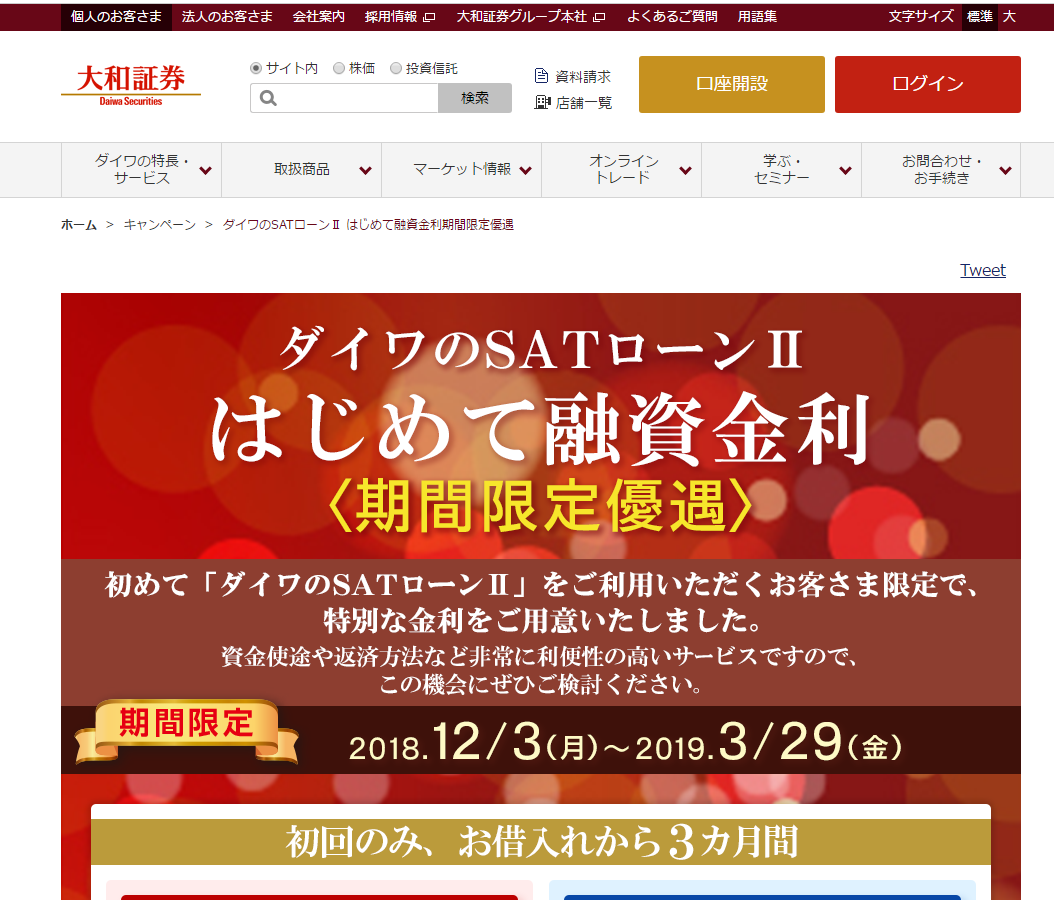 個人のお客さま 法人のお客さま 会社案内 採用情報 大和証券グループ本社 よくあるご質問 用語集 文字サイズ 標準 大
大和証券
Daiwa Securities
サイト内 株価 投資信託
検索
資料請求
店舗一覧
口座開設
ログイン
ダイワの特長・
サービス
取扱商品
マーケット情報
オンライン
トレード
学ぶ・
セミナー
お問合わせ・
お手続き
ホーム > キャンペーン > ダイワのSATローンⅡ はじめて融資金利期間限定優遇
Tweet
ダイワのSATローンⅡ
はじめて融資金利
〈期間限定優遇〉
初めて「ダイワのSATローンⅡ」をご利用いただくお客さま限定で、
特別な金利をご用意いたしました。
資金使途や返済方法など非常に利便性の高いサービスですので、
この機会にぜひご検討ください。
期間限定
2018.12/3(月)～2019.3/29(金)
初回のみ、お借入れから3カ月間